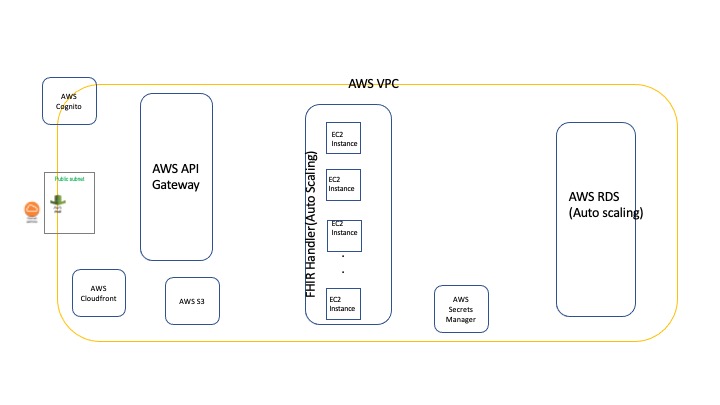 AWS VPC
AWS
Cognito
AWS API
Gateway
Public subnet
FHIR Handler(Auto Scaling)
EC2
Instance
EC2
Instance
EC2
Instance
.
.
EC2
Instance
AWS RDS
(Auto scaling)
AWS
Cloudfront
AWS S3
AWS
Secrets
Manager